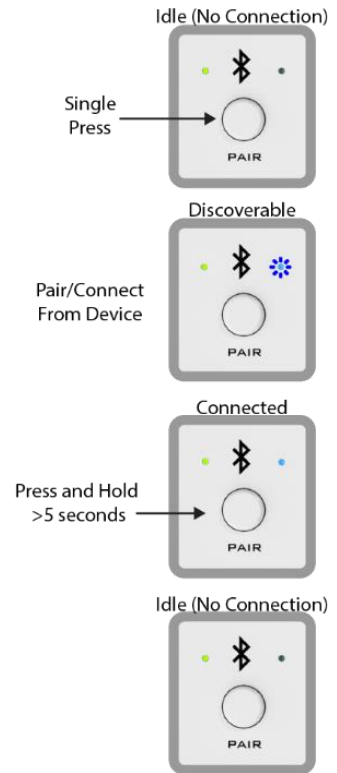 Idle (No Connection)
Single
Press
PAIR
Discoverable
Pair/Connect
From Device
PAIR
Connected
Press and Hold
>5 seconds
PAIR
Idle (No Connection)
PAIR